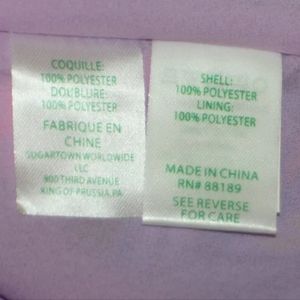 COQUILLE:
100% POLYESTER
DOUBLURE:
100% POLYESTER
FABRIQUE EN
CHINE
SUGARTOWN WORLDWIDE
LLC
900 THIRD AVENUE
KING OF PRUSSIA, PA
SHELL:
100% POLYESTER
LINING:
100% POLYESTER
MADE IN CHINA
RN# 88189
SEE REVERSE
FOR CARE